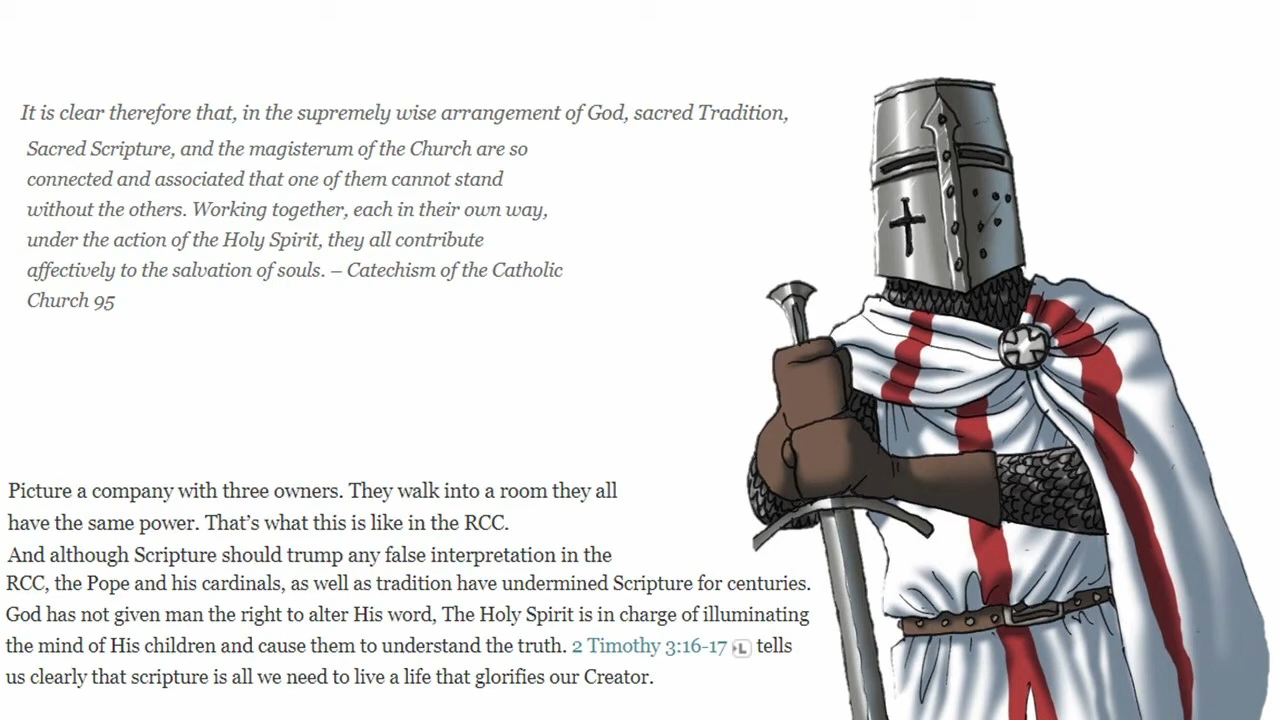 It is clear therefore that, in the supremely wise arrangement of God, sacred Tradition,
Sacred Scripture, and the magisterum of the Church are so
connected and associated that one of them cannot stand
without the others. Working together, each in their own way,
under the action of the Holy Spirit, they all contribute
affectively to the salvation of souls. – Catechism of the Catholic
Church 95
Picture a company with three owners. They walk into a room they all
have the same power. That’s what this is like in the RCC.
And although Scripture should trump any false interpretation in the
RCC, the Pope and his cardinals, as well as tradition have undermined Scripture for centuries.
God has not given man the right to alter His word, The Holy Spirit is in charge of illuminating
the mind of His children and cause them to understand the truth. 2 Timothy 3:16-17 L tells
us clearly that scripture is all we need to live a life that glorifies our Creator.